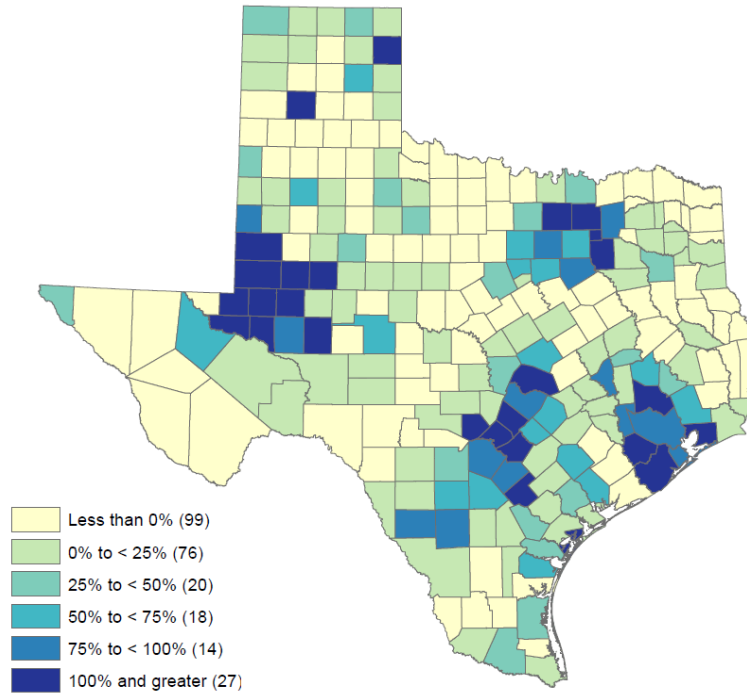 Less than 0% (99)
0% to < 25% (76)
25% to < 50% (20)
50% to < 75% (18)
75% to < 100% (14)
100% and greater (27)